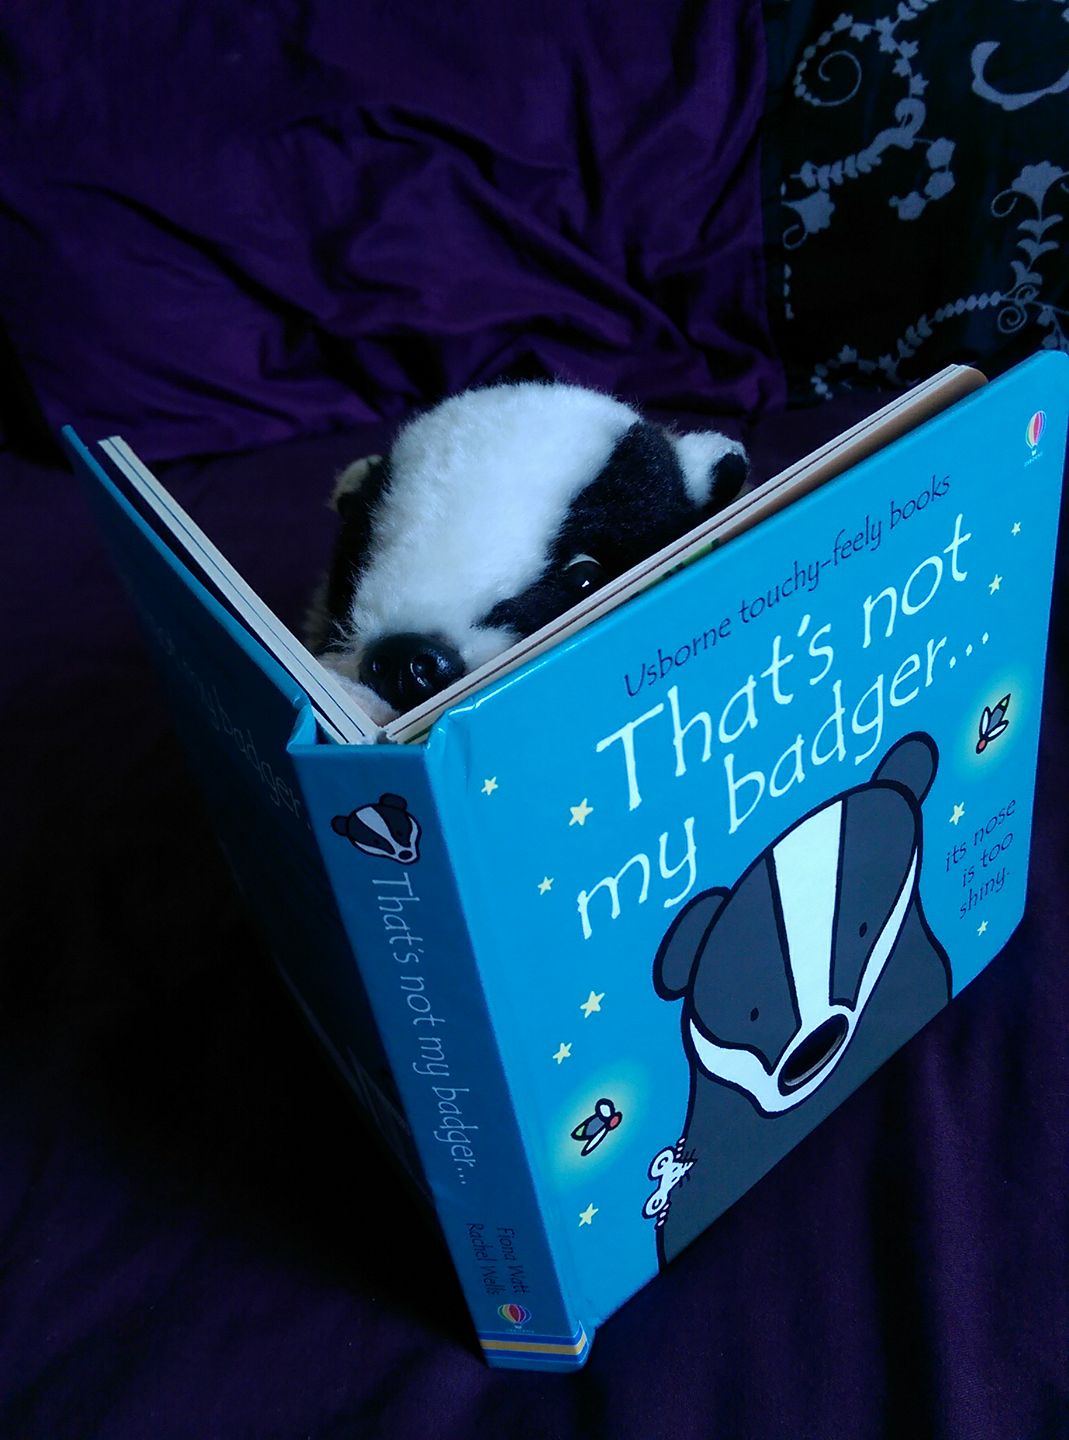 Usborne touchy-feely books
That's not
my badger...
its nose
is too
shiny.
That's not my badger...
Fiona Watt
Rachel Wells
badger